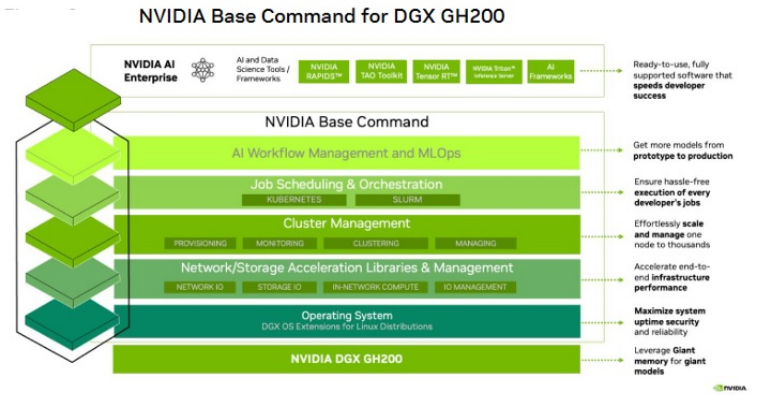 NVIDIA Base Command for DGX GH200
NVIDIA AI
Enterprise
AI and Data
Science Tools /
Frameworks
NVIDIA
RAPIDS™
NVIDIA
TAO Toolkit
NVIDIA
Tensor RT™
NVIDIA Triton™
Inference Server
AI
Frameworks
Ready-to-use, fully
supported software that
speeds developer
success
NVIDIA Base Command
AI Workflow Management and MLOps
Get more models from
prototype to production
Job Scheduling & Orchestration
KUBERNETES
SLURM
Ensure hassle-free
execution of every
developer's jobs
Cluster Management
PROVISIONING
MONITORING
CLUSTERING
MANAGING
Effortlessly scale
and manage one
node to thousands
Network/Storage Acceleration Libraries & Management
NETWORK IO
STORAGE IO
IN-NETWORK COMPUTE
IO MANAGEMENT
Accelerate end-to-
end infrastructure
performance
Operating System
DGX OS Extensions for Linux Distributions
Maximize system
uptime security
and reliability
NVIDIA DGX GH200
Leverage Giant
memory for giant
models
NVIDIA